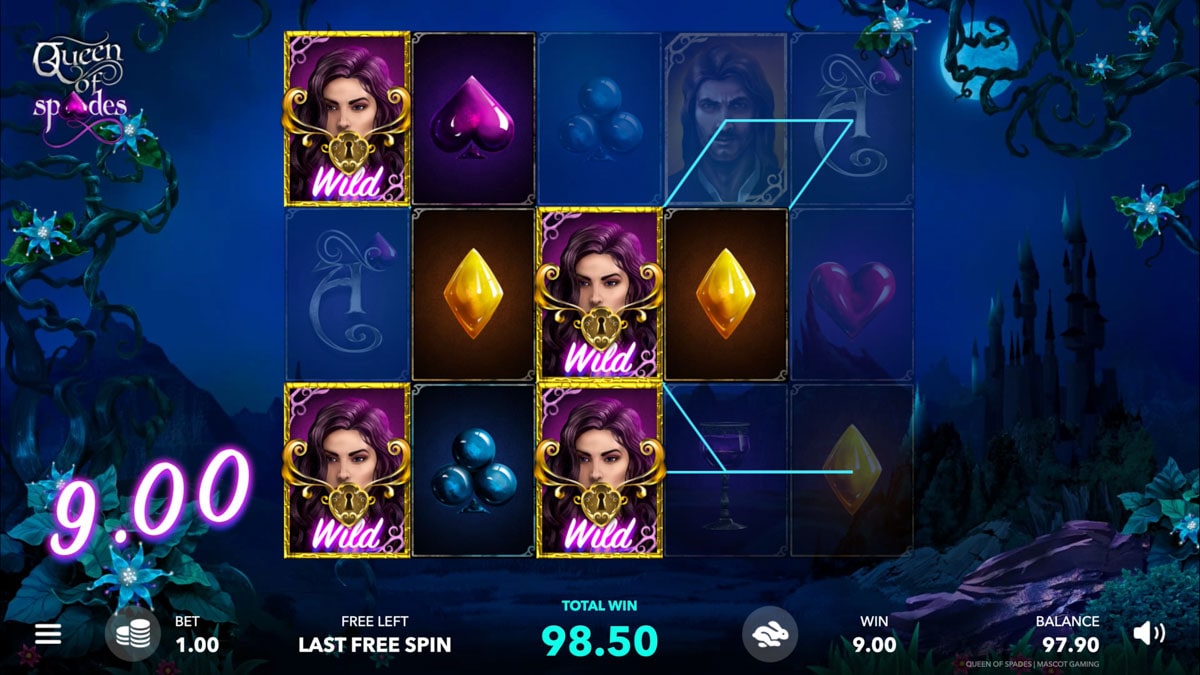 Queen
of
spades
Wild
Wild
Wild
Wild
9.00
BET
1.00
FREE LEFT
LAST FREE SPIN
TOTAL WIN
98.50
WIN
9.00
BALANCE
97.90
QUEEN OF SPADES | MASCOT GAMING